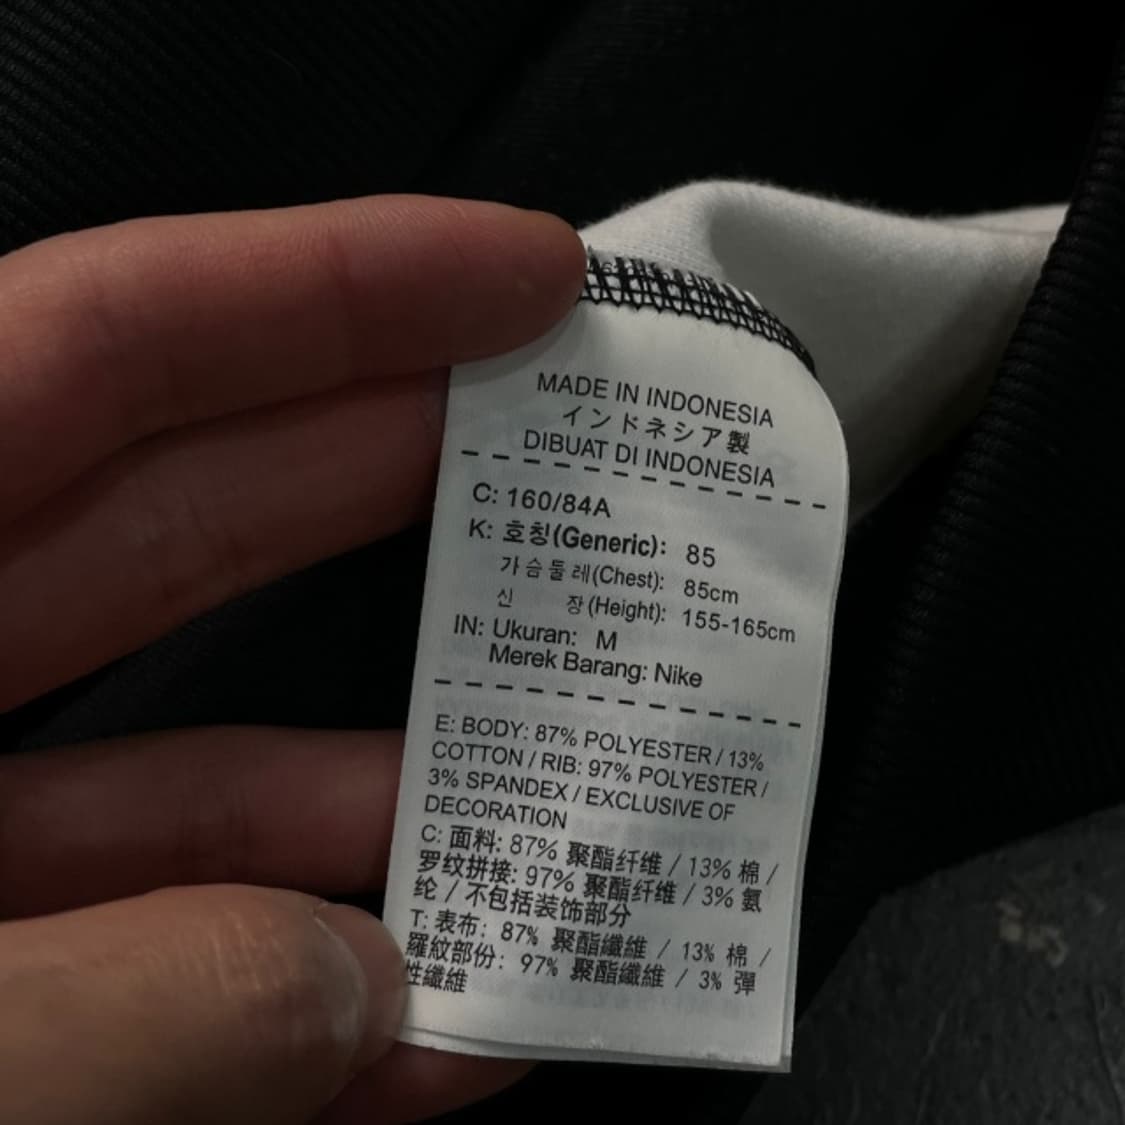 MADE IN INDONESIA
インドネシア製
DIBUAT DI INDONESIA
C: 160/84A
K: 호칭(Generic): 85
가슴둘레(Chest): 85cm
신 장(Height): 155-165cm
IN: Ukuran: M
Merek Barang: Nike
E: BODY: 87% POLYESTER / 13%
COTTON / RIB: 97% POLYESTER /
3% SPANDEX / EXCLUSIVE OF
DECORATION
C: 面料: 87% 聚酯纤维 / 13% 棉 /
罗纹拼接: 97% 聚酯纤维 / 3% 氨
纶 / 不包括装饰部分
T: 表布: 87% 聚酯纖維 / 13% 棉 /
羅紋部份: 97% 聚酯纖維 / 3% 彈
性纖維